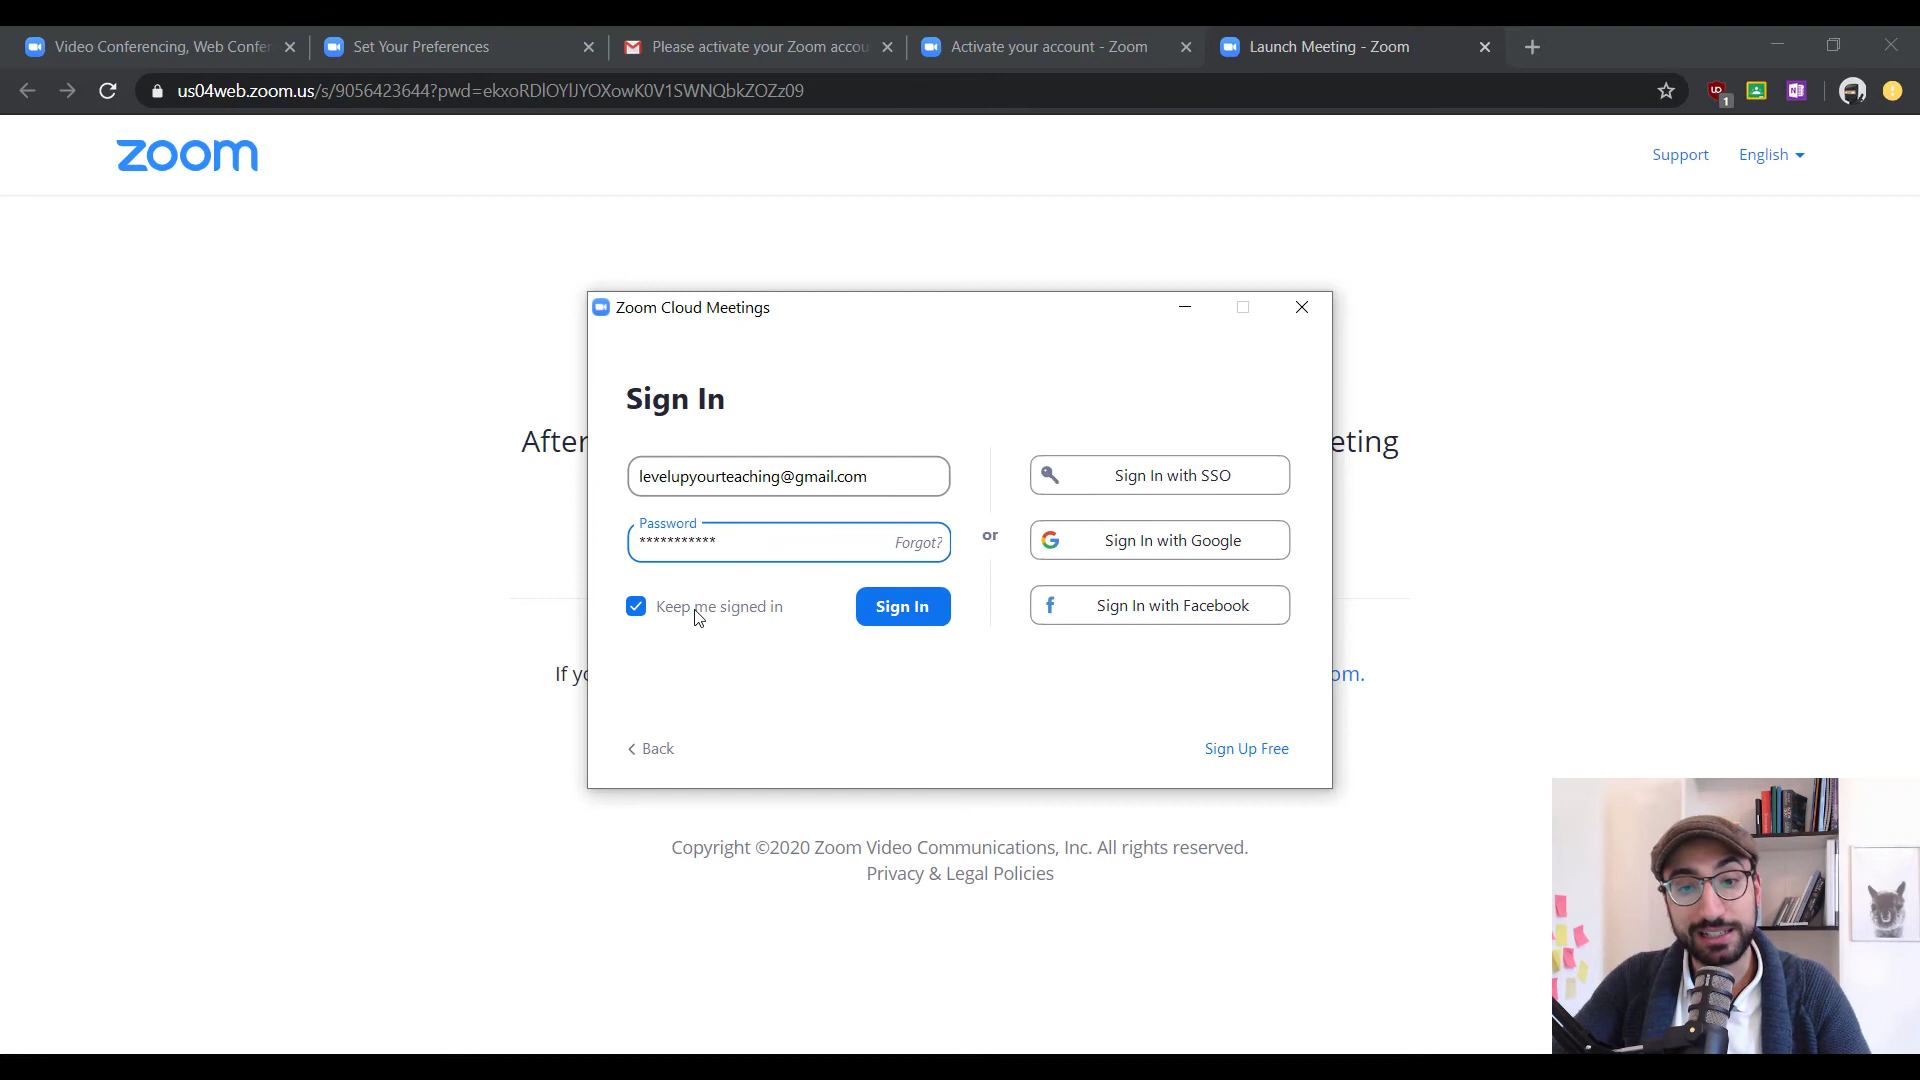 Video Conferencing, Web Confe
Set Your Preferences
Please activate your Zoom accou
Activate your account - Zoom
Launch Meeting - Zoom
us04web.zoom.us/s/9056423644?pwd=ekxoRDlOYlJYOXowK0V1SWNQbkZOZz09
1
zoom
Support
English
Zoom Cloud Meetings
Sign In
After
eting
levelupyourteaching@gmail.com
Sign In with SSO
Password
***********
Forgot?
or
Sign In with Google
Keep me signed in
Sign In
Sign In with Facebook
If yo
om.
Back
Sign Up Free
Copyright ©2020 Zoom Video Communications, Inc. All rights reserved.
Privacy & Legal Policies